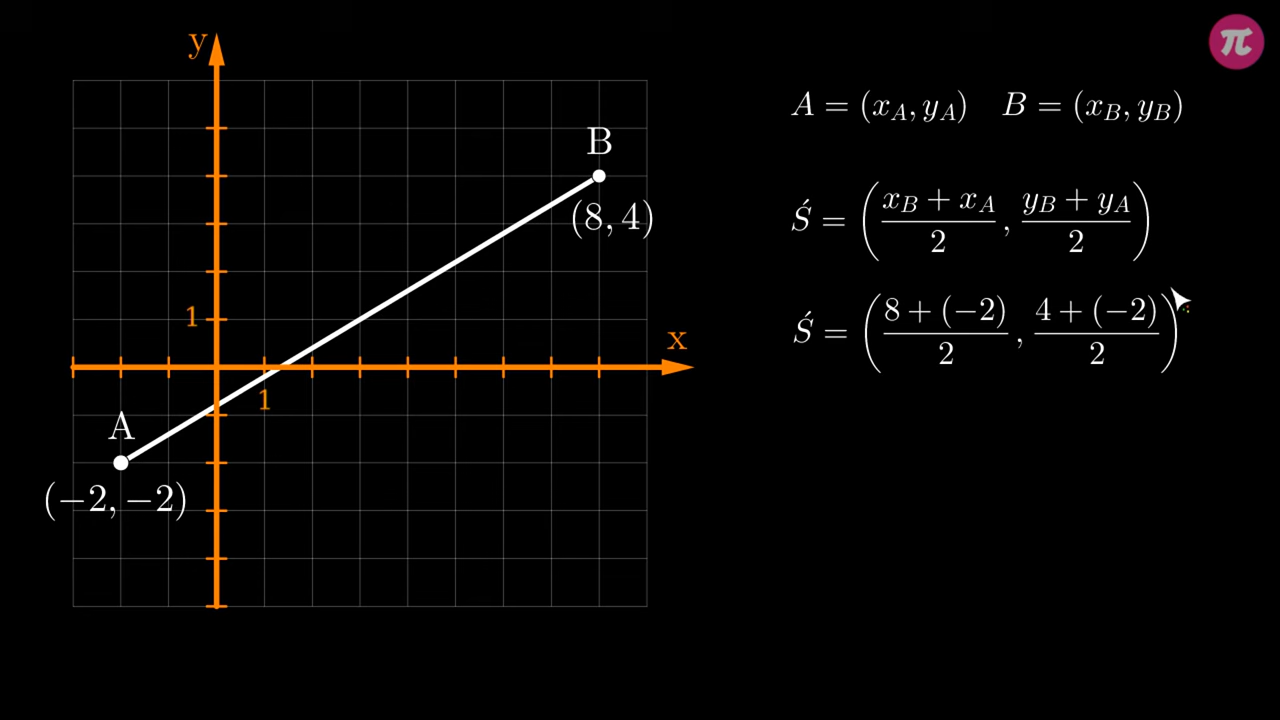 π
y
A = (x_A, y_A) B = (x_B, y_B)
B
Ś = ( (x_B + x_A)/2 , (y_B + y_A)/2 )
(8, 4)
Ś = ( (8 + (−2))/2 , (4 + (−2))/2 )
1
x
1
A
(−2, −2)